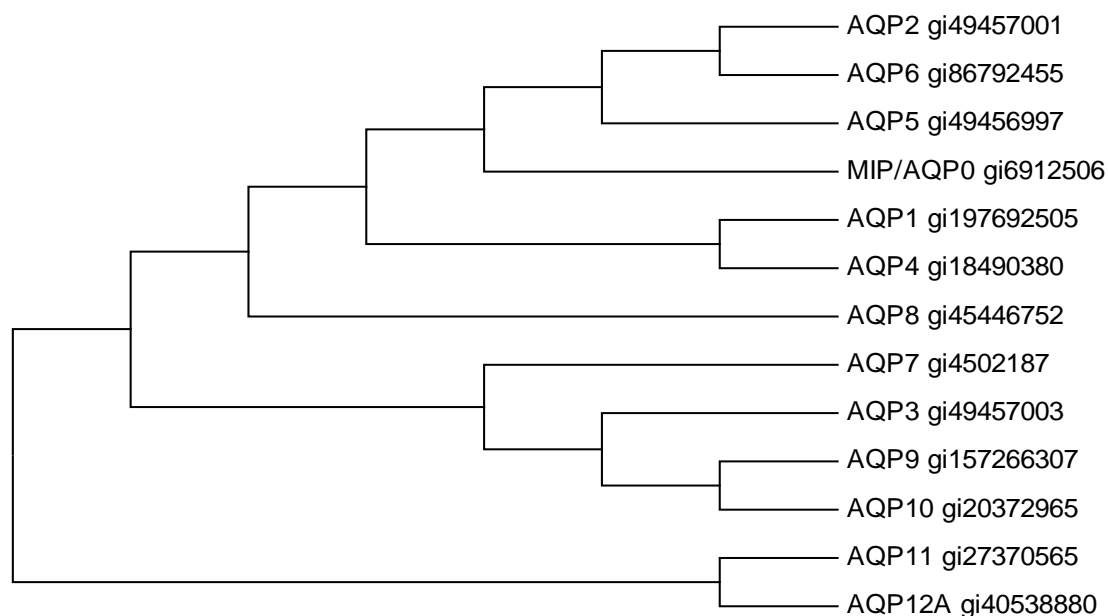 AQP2 gi49457001
AQP6 gi86792455
AQP5 gi49456997
MIP/AQP0 gi6912506
AQP1 gi197692505
AQP4 gi18490380
AQP8 gi45446752
AQP7 gi4502187
AQP3 gi49457003
AQP9 gi157266307
AQP10 gi20372965
AQP11 gi27370565
AQP12A gi40538880